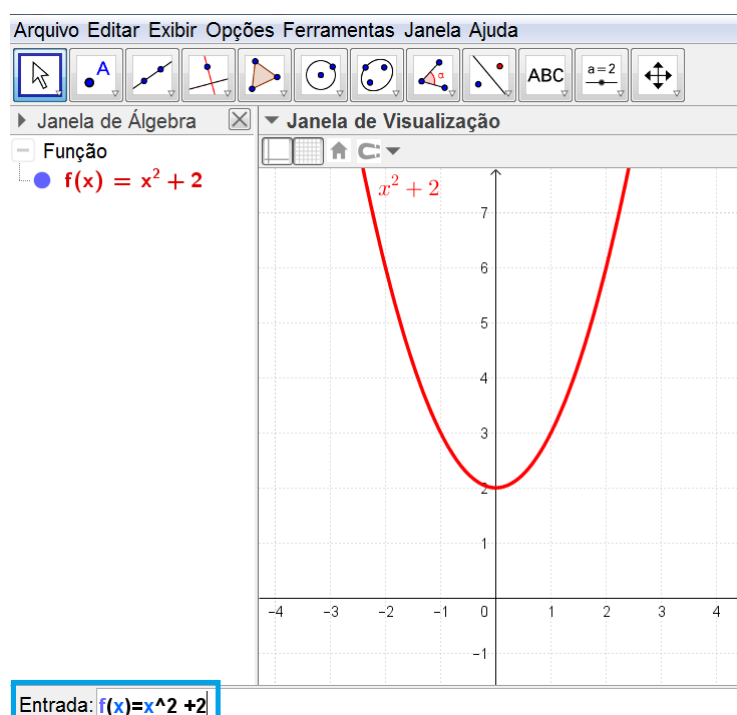 Arquivo Editar Exibir Opções Ferramentas Janela Ajuda
A
α
ABC
a=2
Janela de Álgebra
Janela de Visualização
Função
f(x) = x² + 2
x² + 2
7
6
5
4
3
2
1
-4 -3 -2 -1 0 1 2 3 4
-1
Entrada: f(x)=x^2 +2